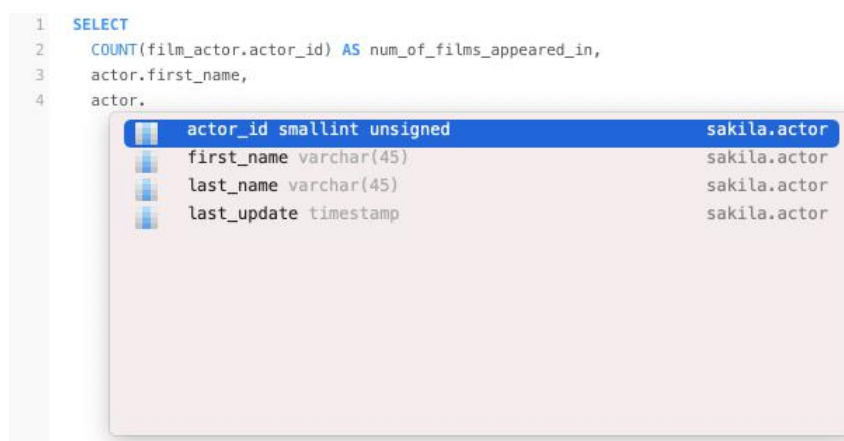 1 SELECT
2 COUNT(film_actor.actor_id) AS num_of_films_appeared_in,
3 actor.first_name,
4 actor.
actor_id smallint unsigned sakila.actor
first_name varchar(45) sakila.actor
last_name varchar(45) sakila.actor
last_update timestamp sakila.actor